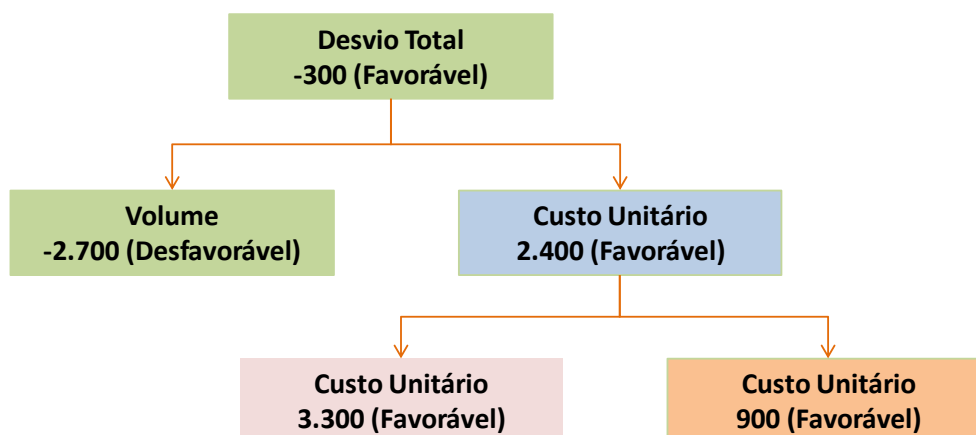 Desvio Total
-300 (Favorável)
Volume
-2.700 (Desfavorável)
Custo Unitário
2.400 (Favorável)
Custo Unitário
3.300 (Favorável)
Custo Unitário
900 (Favorável)